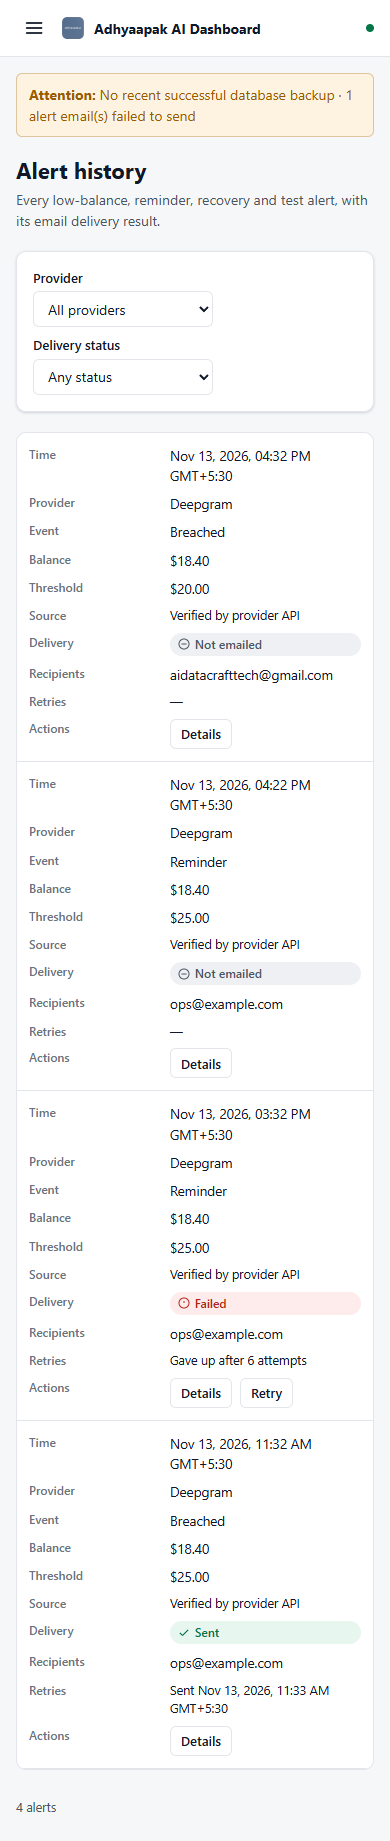 Adhyaapak AI Dashboard
Attention: No recent successful database backup · 1
alert email(s) failed to send
Alert history
Every low-balance, reminder, recovery and test alert, with
its email delivery result.
Provider
All providers
Delivery status
Any status
Time Nov 13, 2026, 04:32 PM
GMT+5:30
Provider Deepgram
Event Breached
Balance $18.40
Threshold $20.00
Source Verified by provider API
Delivery Not emailed
Recipients aidatacrafttech@gmail.com
Retries —
Actions Details
Time Nov 13, 2026, 04:22 PM
GMT+5:30
Provider Deepgram
Event Reminder
Balance $18.40
Threshold $25.00
Source Verified by provider API
Delivery Not emailed
Recipients ops@example.com
Retries —
Actions Details
Time Nov 13, 2026, 03:32 PM
GMT+5:30
Provider Deepgram
Event Reminder
Balance $18.40
Threshold $25.00
Source Verified by provider API
Delivery Failed
Recipients ops@example.com
Retries Gave up after 6 attempts
Actions Details Retry
Time Nov 13, 2026, 11:32 AM
GMT+5:30
Provider Deepgram
Event Breached
Balance $18.40
Threshold $25.00
Source Verified by provider API
Delivery Sent
Recipients ops@example.com
Retries Sent Nov 13, 2026, 11:33 AM
GMT+5:30
Actions Details
4 alerts